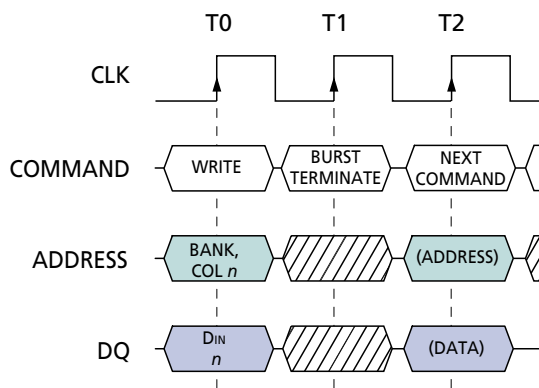 T0 T1 T2
CLK
COMMAND
WRITE
BURST
TERMINATE
NEXT
COMMAND
ADDRESS
BANK,
COL n
(ADDRESS)
DQ
DIN
n
(DATA)